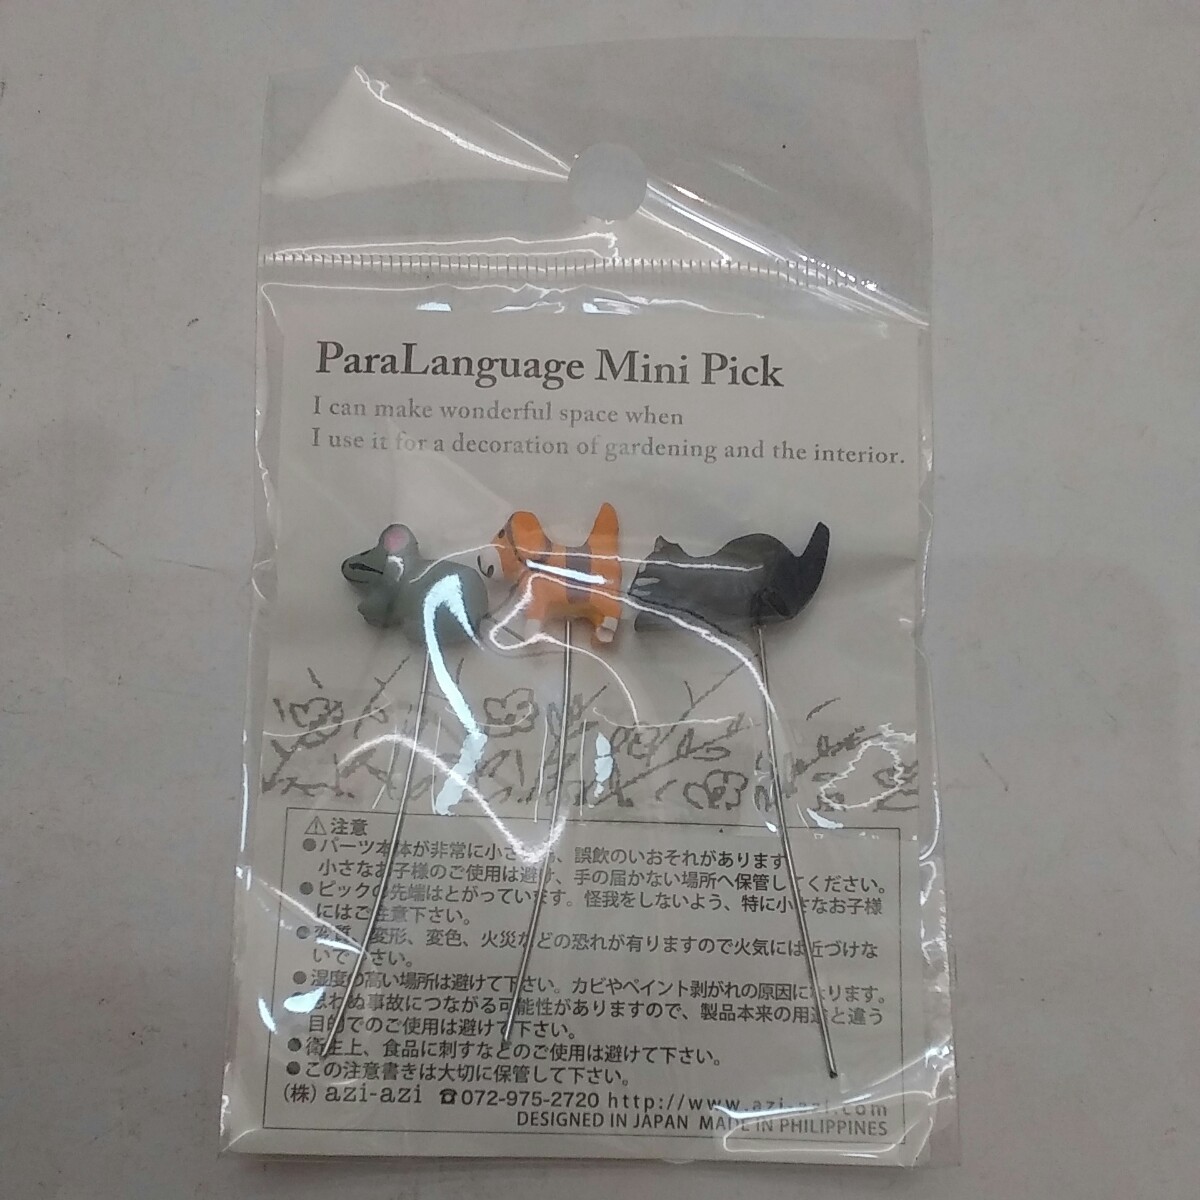 ParaLanguage Mini Pick
I can make wonderful space when
I use it for a decoration of gardening and the interior.
⚠注意
●パーツ本体が非常に小さ、誤飲のいおそれがあります
小さなお子様のご使用は避け、手の届かない場所へ保管してください。
●ピックの先端はとがっています。怪我をしないよう、特に小さなお子様
にはご注意下さい。
●変質、変形、変色、火災などの恐れが有りますので火気には近づけな
いで下さい。
●湿度の高い場所は避けて下さい。カビやペイント剥がれの原因になります。
●思わぬ事故につながる可能性がありますので、製品本来の用途と違う
目的でのご使用は避けて下さい。
●衛生上、食品に刺すなどのご使用は避けて下さい。
●この注意書きは大切に保管して下さい。
(株) azi-azi ☎072-975-2720 http://www.azi-azi.com
DESIGNED IN JAPAN MADE IN PHILIPPINES